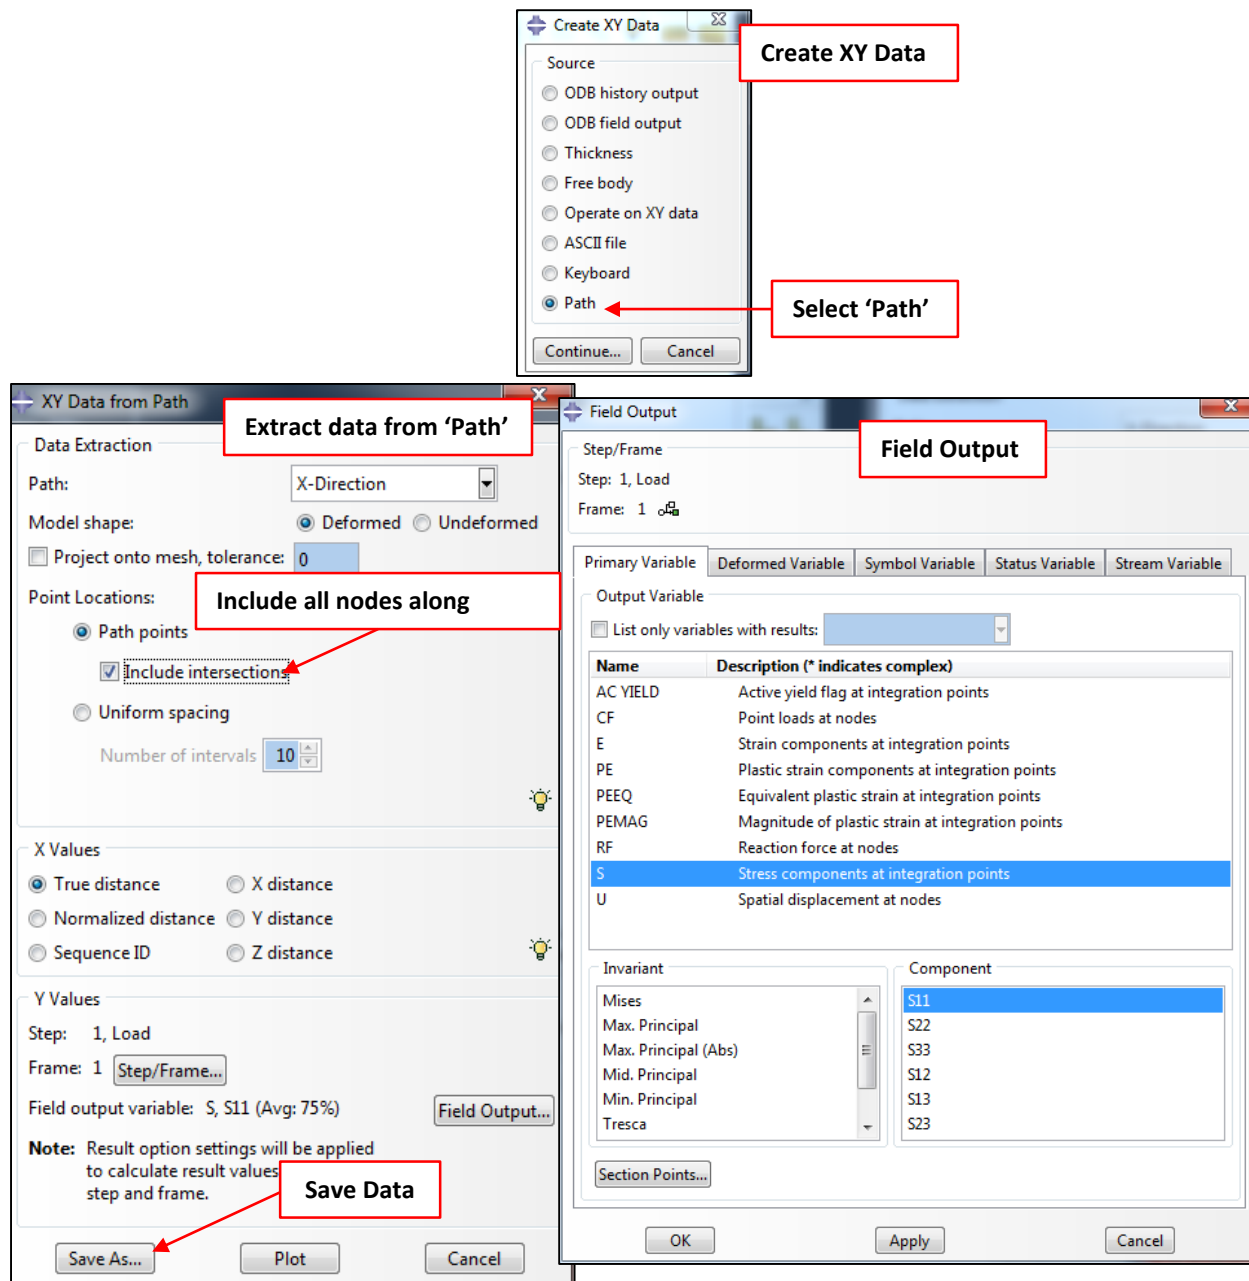 Create XY Data
Create XY Data
Source
ODB history output
ODB field output
Thickness
Free body
Operate on XY data
ASCII file
Keyboard
Path
Select ‘Path’
Continue...
Cancel
XY Data from Path
Extract data from ‘Path’
Data Extraction
Path:
X-Direction
Model shape:
Deformed
Undeformed
Project onto mesh, tolerance:
0
Point Locations:
Include all nodes along
Path points
Include intersections
Uniform spacing
Number of intervals
10
X Values
True distance
X distance
Normalized distance
Y distance
Sequence ID
Z distance
Y Values
Step: 1, Load
Frame: 1
Step/Frame...
Field output variable: S, S11 (Avg: 75%)
Field Output...
Note: Result option settings will be applied
to calculate result values
step and frame.
Save Data
Save As...
Plot
Cancel
Field Output
Field Output
Step/Frame
Step: 1, Load
Frame: 1
Primary Variable
Deformed Variable
Symbol Variable
Status Variable
Stream Variable
Output Variable
List only variables with results:
Name Description (* indicates complex)
AC YIELD Active yield flag at integration points
CF Point loads at nodes
E Strain components at integration points
PE Plastic strain components at integration points
PEEQ Equivalent plastic strain at integration points
PEMAG Magnitude of plastic strain at integration points
RF Reaction force at nodes
S Stress components at integration points
U Spatial displacement at nodes
Invariant
Mises
Max. Principal
Max. Principal (Abs)
Mid. Principal
Min. Principal
Tresca
Component
S11
S22
S33
S12
S13
S23
Section Points...
OK
Apply
Cancel